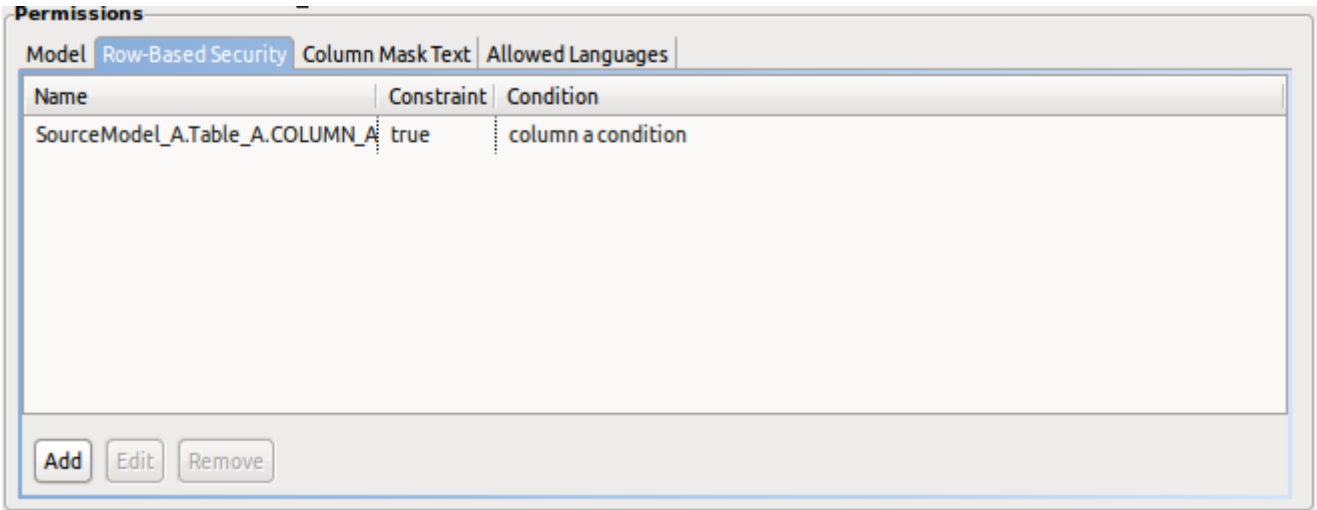 Permissions
Model Row-Based Security Column Mask Text Allowed Languages
Name Constraint Condition
SourceModel_A.Table_A.COLUMN_A true column a condition
Add Edit Remove